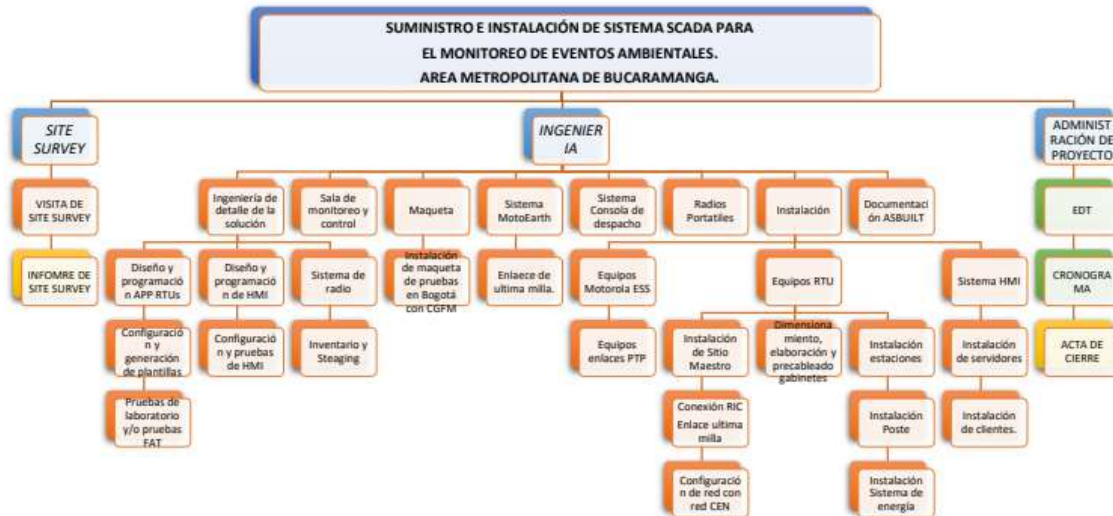 SUMINISTRO E INSTALACIÓN DE SISTEMA SCADA PARA
EL MONITOREO DE EVENTOS AMBIENTALES.
AREA METROPOLITANA DE BUCARAMANGA.
SITE
SURVEY
INGENIER
IA
ADMINIST
RACIÓN DE
PROYECTO
VISITA DE
SITE SURVEY
Ingeniería de
detalle de la
solución
Sala de
monitoreo y
control
Maqueta
Sistema
MotoEarth
Sistema
Consola de
despacho
Radios
Portatiles
Instalación
Documentaci
ón ASBUILT
EDT
INFOMRE DE
SITE SURVEY
Diseño y
programació
n APP RTUs
Diseño y
programació
n de HMI
Sistema de
radio
Instalación
de maqueta
de pruebas
en Bogotá
con CGFM
Enlaece de
ultima milla.
Equipos
Motorola ESS
Equipos RTU
Sistema HMI
CRONOGRA
MA
Configuració
n y
generación
de plantillas
Configuració
n y pruebas
de HMI
Inventario y
Steaging
Equipos
enlaces PTP
Instalación
de Sitio
Maestro
Dimensiona
miento,
elaboración y
precableado
gabinetes
Instalación
estaciones
Instalación
de servidores
ACTA DE
CIERRE
Pruebas de
laboratorio
y/o pruebas
FAT
Conexión RIC
Enlace ultima
milla
Instalación
Poste
Instalación
de clientes.
Configuració
n de red con
red CEN
Instalación
Sistema de
energía